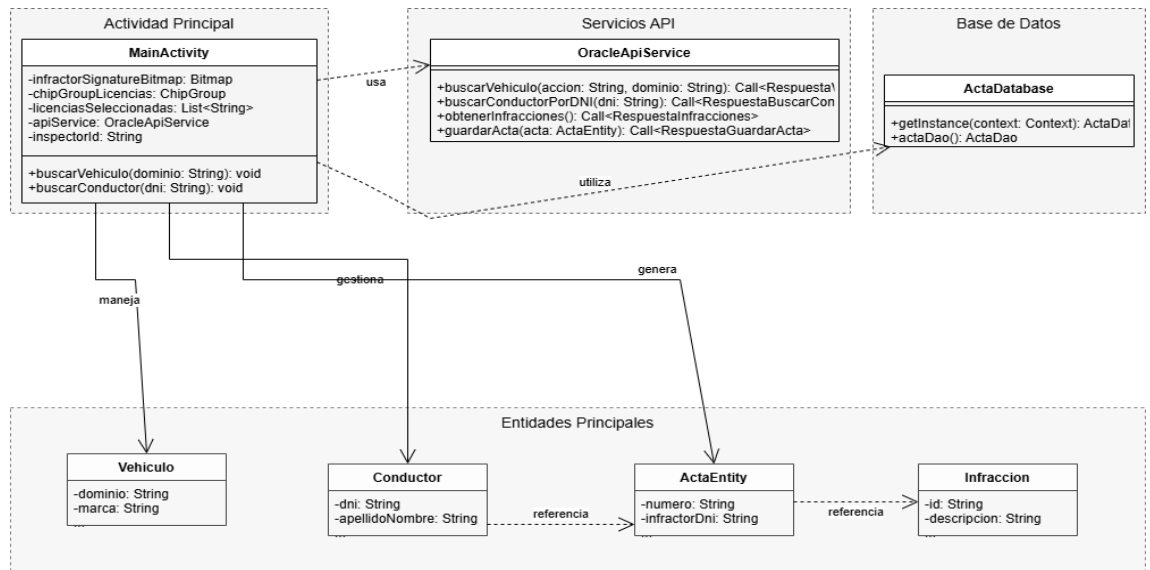 Actividad Principal
MainActivity
-infractorSignatureBitmap: Bitmap
-chipGroupLicencias: ChipGroup
-licenciasSeleccionadas: List<String>
-apiService: OracleApiService
-inspectorId: String
+buscarVehiculo(dominio: String): void
+buscarConductor(dni: String): void
usa
Servicios API
OracleApiService
+buscarVehiculo(accion: String, dominio: String): Call<Respuesta
+buscarConductorPorDNI(dni: String): Call<RespuestaBuscarCon
+obtenerInfracciones(): Call<RespuestaInfracciones>
+guardarActa(acta: ActaEntity): Call<RespuestaGuardarActa>
utiliza
Base de Datos
ActaDatabase
+getInstance(context: Context): ActaDat
+actaDao(): ActaDao
maneja
gestiona
genera
Entidades Principales
Vehiculo
-dominio: String
-marca: String
...
Conductor
-dni: String
-apellidoNombre: String
...
referencia
ActaEntity
-numero: String
-infractorDni: String
...
referencia
Infraccion
-id: String
-descripcion: String
...